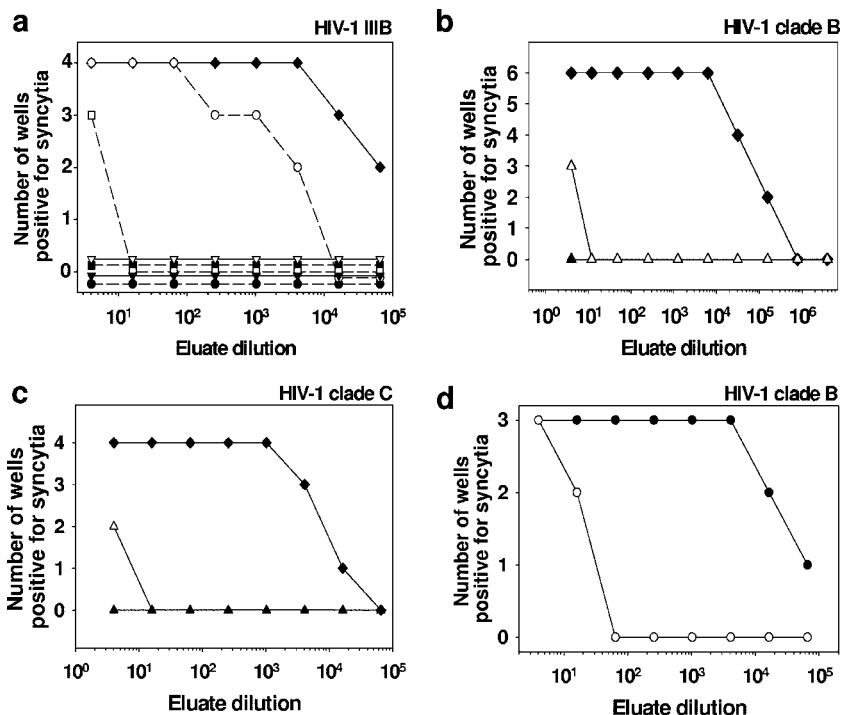 a
HIV-1 IIIB
Number of wells
positive for syncytia
4
3
2
1
0
10¹ 10² 10³ 10⁴ 10⁵
Eluate dilution
b
HIV-1 clade B
Number of wells
positive for syncytia
6
5
4
3
2
1
0
10⁰ 10¹ 10² 10³ 10⁴ 10⁵ 10⁶
Eluate dilution
c
HIV-1 clade C
Number of wells
positive for syncytia
4
3
2
1
0
10⁰ 10¹ 10² 10³ 10⁴ 10⁵
Eluate dilution
d
HIV-1 clade B
Number of wells
positive for syncytia
3
2
1
0
10¹ 10² 10³ 10⁴ 10⁵
Eluate dilution